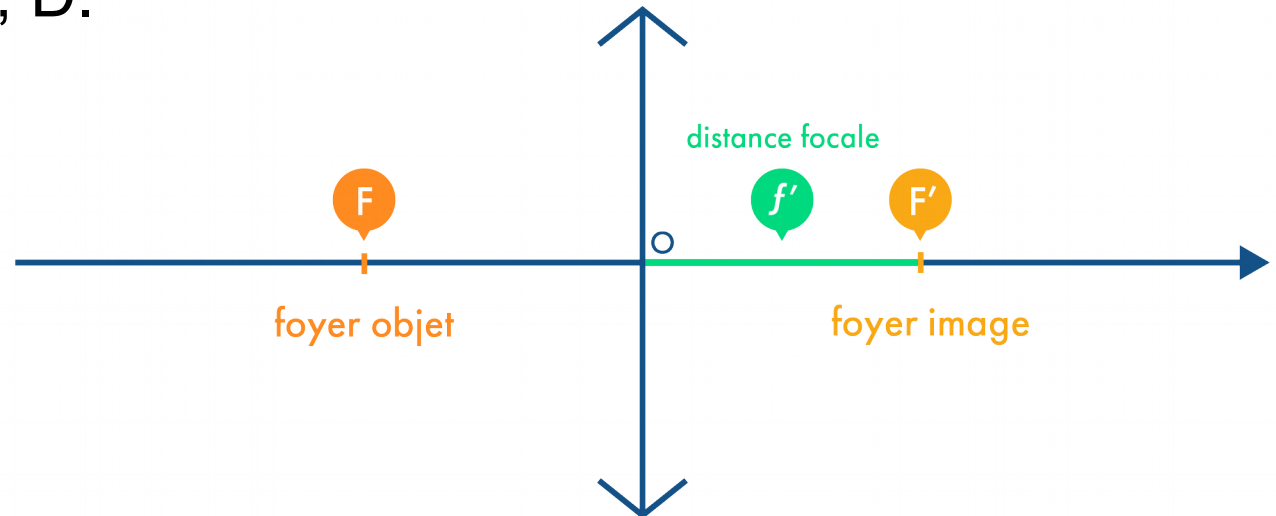 , D.
distance focale
F
f′
F′
O
foyer objet
foyer image